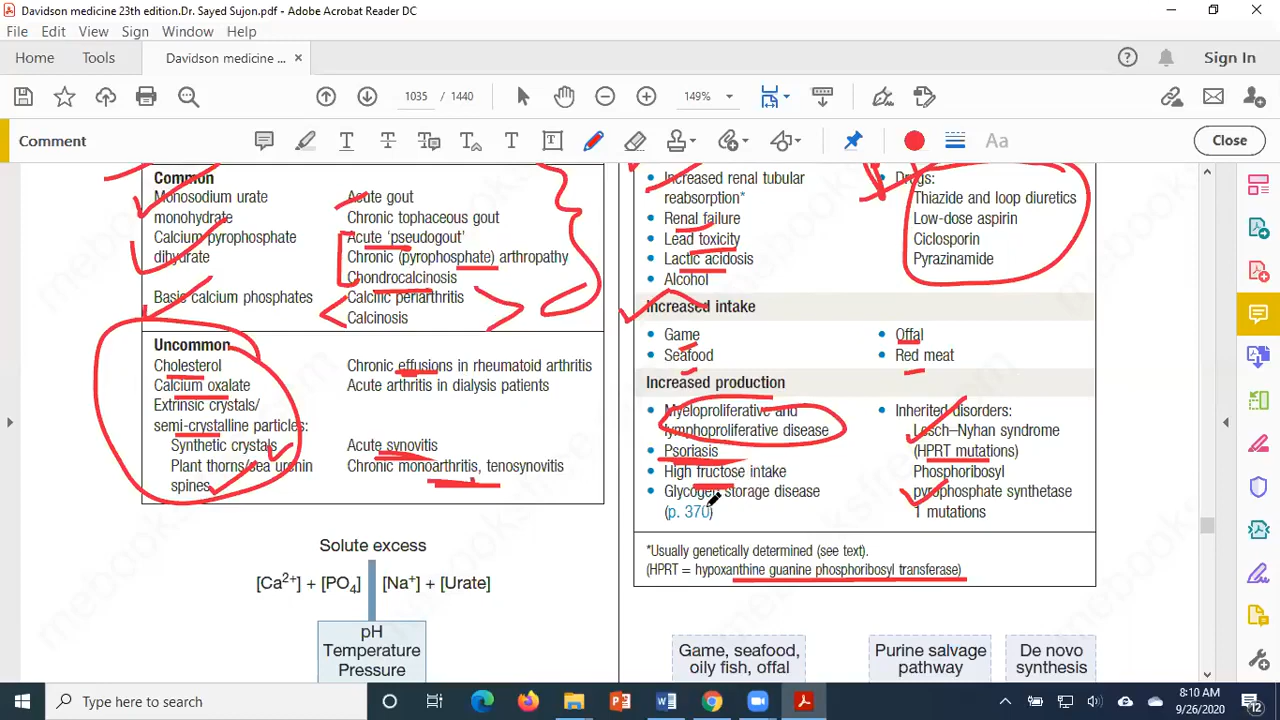 Davidson medicine 23th edition.Dr. Sayed Sujon.pdf - Adobe Acrobat Reader DC
File Edit View Sign Window Help
Home Tools Davidson medicine ... × Sign In
1035 / 1440 149%
Comment Aa Close
Common
Monosodium urate monohydrate
Acute gout
Chronic tophaceous gout
Calcium pyrophosphate dihydrate
Acute ‘pseudogout’
Chronic (pyrophosphate) arthropathy
Chondrocalcinosis
Basic calcium phosphates
Calcific periarthritis
Calcinosis
Uncommon
Cholesterol Chronic effusions in rheumatoid arthritis
Calcium oxalate Acute arthritis in dialysis patients
Extrinsic crystals/
semi-crystalline particles:
Synthetic crystals Acute synovitis
Plant thorns/sea urchin Chronic monoarthritis, tenosynovitis
spines
Solute excess
[Ca2+] + [PO4] [Na+] + [Urate]
pH
Temperature
Pressure
• Increased renal tubular
reabsorption*
• Renal failure
• Lead toxicity
• Lactic acidosis
• Alcohol
• Drugs:
Thiazide and loop diuretics
Low-dose aspirin
Ciclosporin
Pyrazinamide
Increased intake
• Game • Offal
• Seafood • Red meat
Increased production
• Myeloproliferative and
lymphoproliferative disease
• Psoriasis
• High fructose intake
• Glycogen storage disease
(p. 370)
• Inherited disorders:
Lesch–Nyhan syndrome
(HPRT mutations)
Phosphoribosyl
pyrophosphate synthetase
1 mutations
*Usually genetically determined (see text).
(HPRT = hypoxanthine guanine phosphoribosyl transferase)
Game, seafood,
oily fish, offal
Purine salvage
pathway
De novo
synthesis
Type here to search
8:10 AM
9/26/2020
12